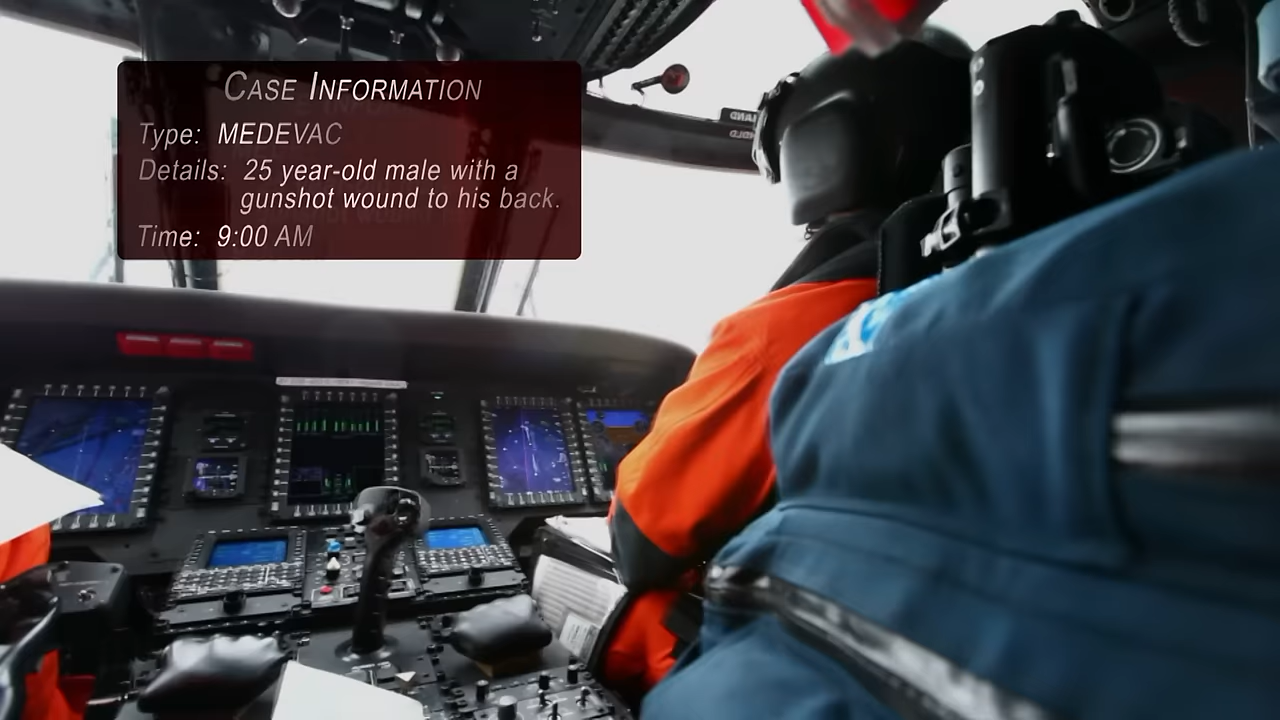 CASE INFORMATION
Type: MEDEVAC
Details: 25 year-old male with a
gunshot wound to his back.
Time: 9:00 AM